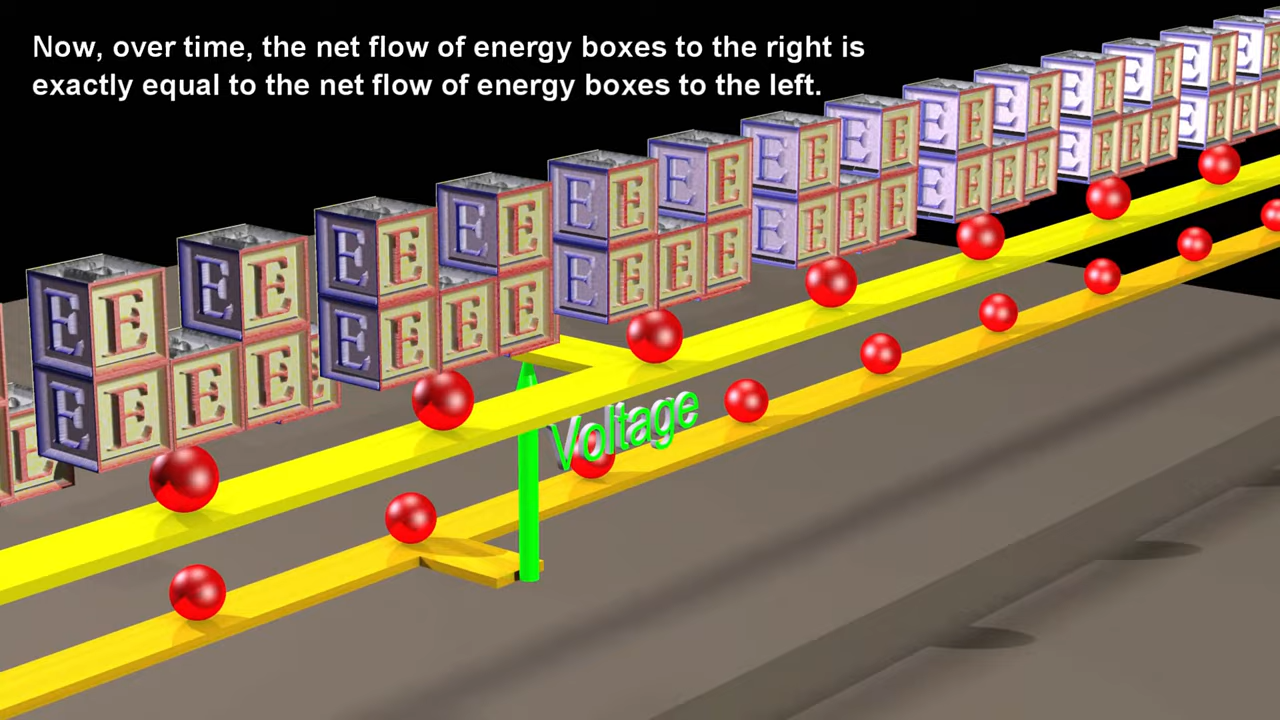 Now, over time, the net flow of energy boxes to the right is
exactly equal to the net flow of energy boxes to the left.
E E E E E E E E E E E E E E E E E E E
E E E E E E E E E E E E E E E E E E E E E E
Voltage